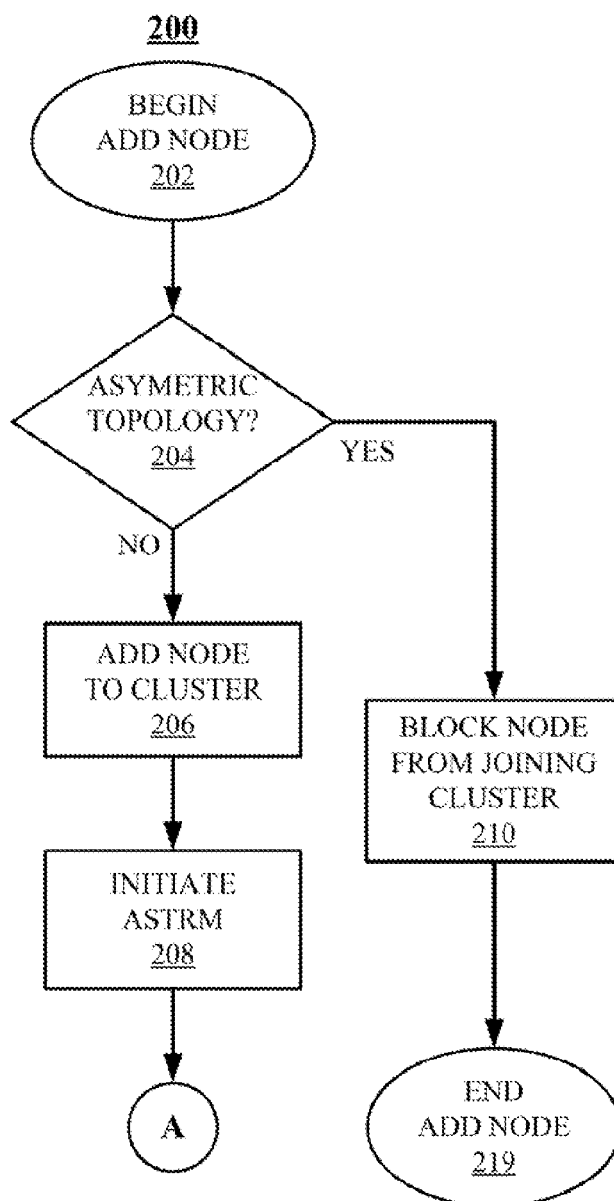 200
BEGIN
ADD NODE
202
ASYMETRIC
TOPOLOGY?
204
YES
NO
ADD NODE
TO CLUSTER
206
BLOCK NODE
FROM JOINING
CLUSTER
210
INITIATE
ASTRM
208
A
END
ADD NODE
219